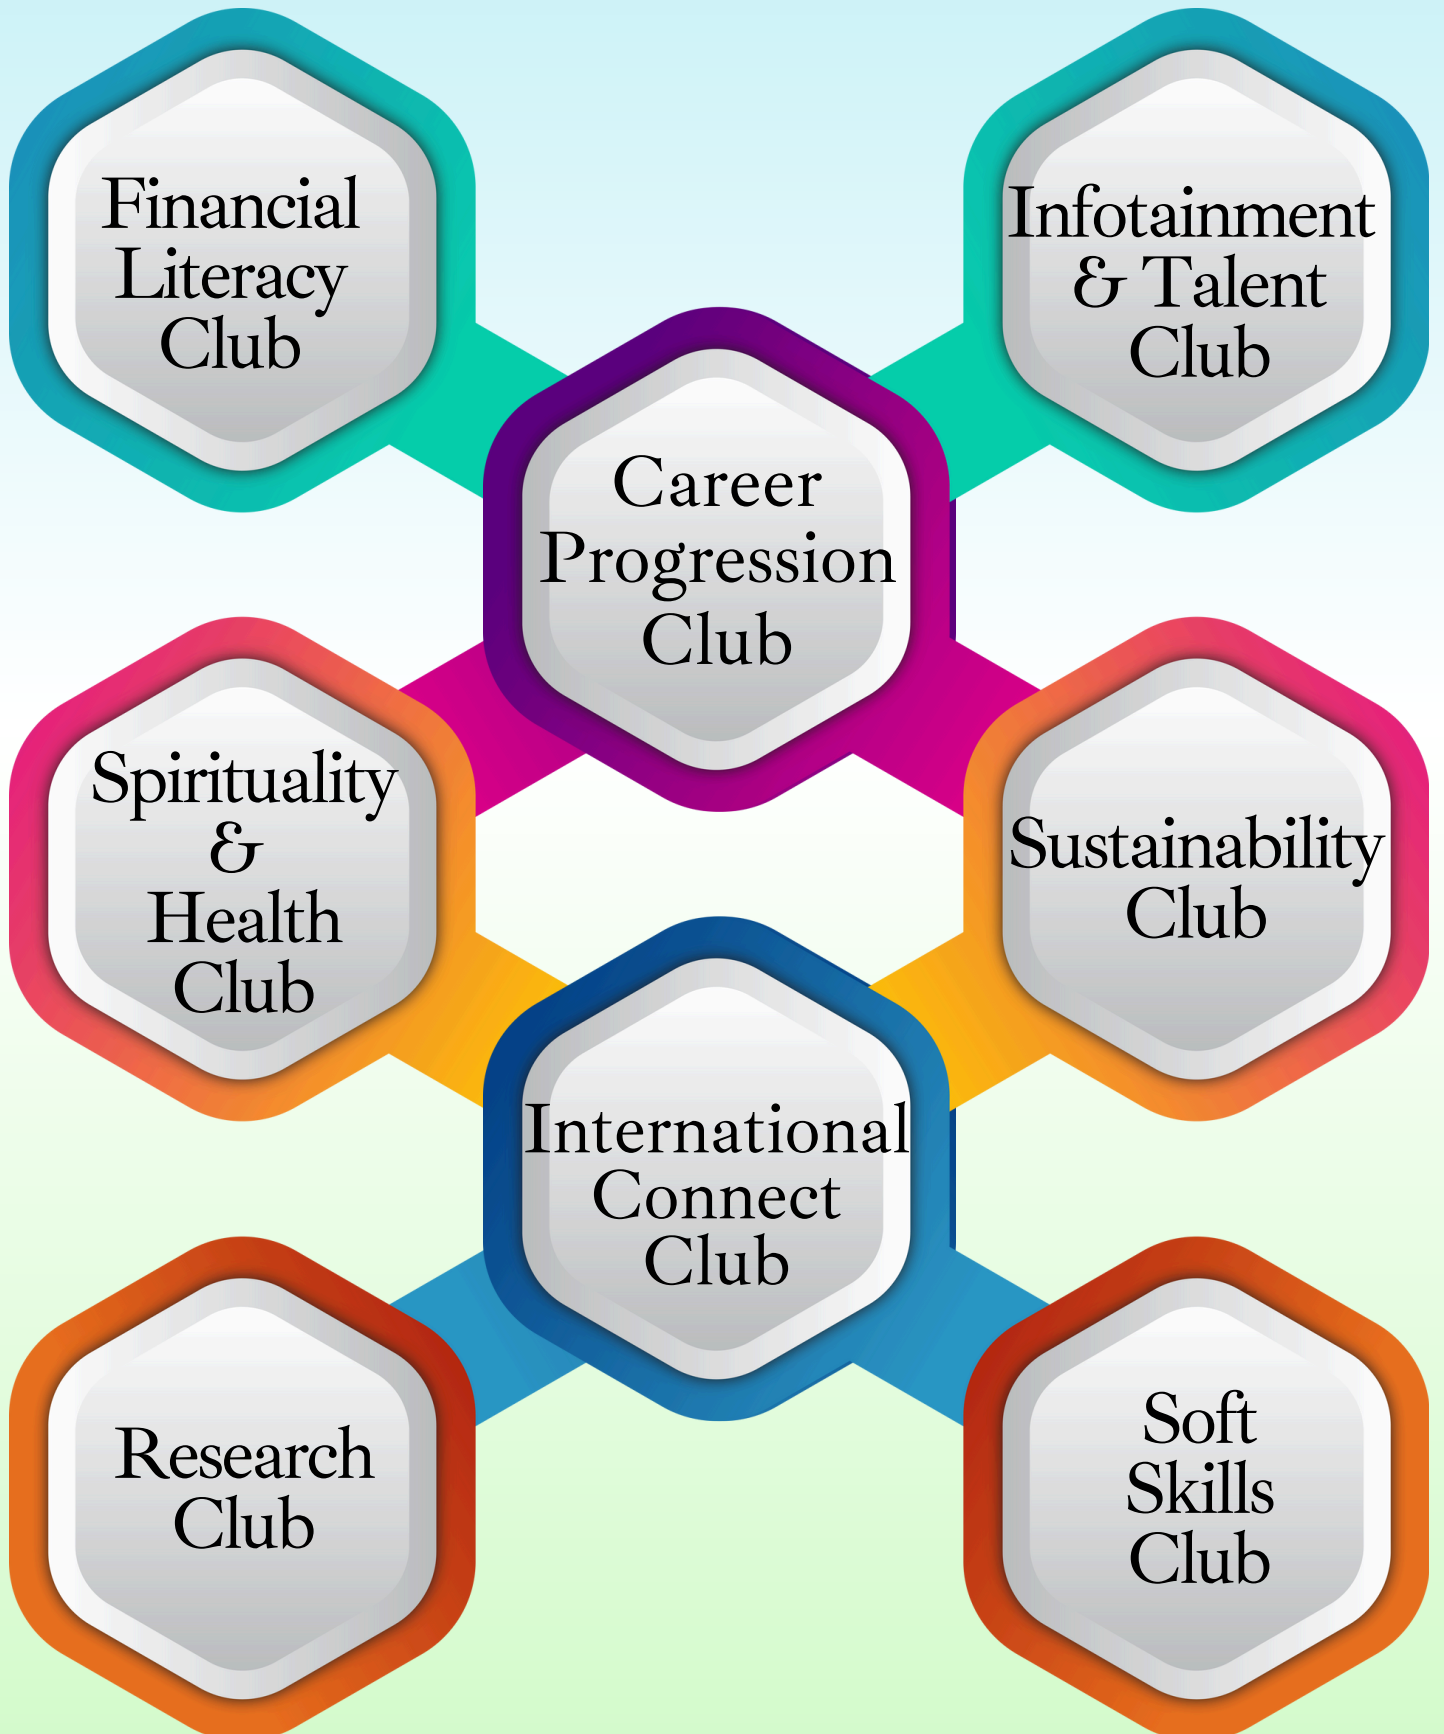 Financial
Literacy
Club
Infotainment
& Talent
Club
Career
Progression
Club
Spirituality
&
Health
Club
Sustainability
Club
International
Connect
Club
Research
Club
Soft
Skills
Club